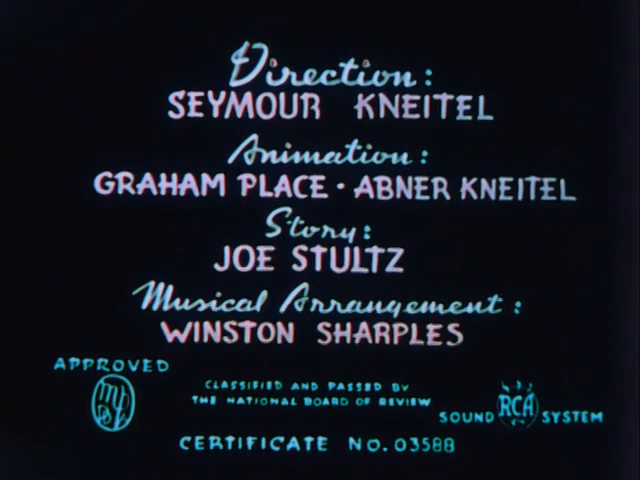 Direction:
SEYMOUR KNEITEL
Animation:
GRAHAM PLACE · ABNER KNEITEL
Story:
JOE STULTZ
Musical Arrangement:
WINSTON SHARPLES
APPROVED
CLASSIFIED AND PASSED BY
THE NATIONAL BOARD OF REVIEW
SOUND RCA SYSTEM
CERTIFICATE NO. 03588